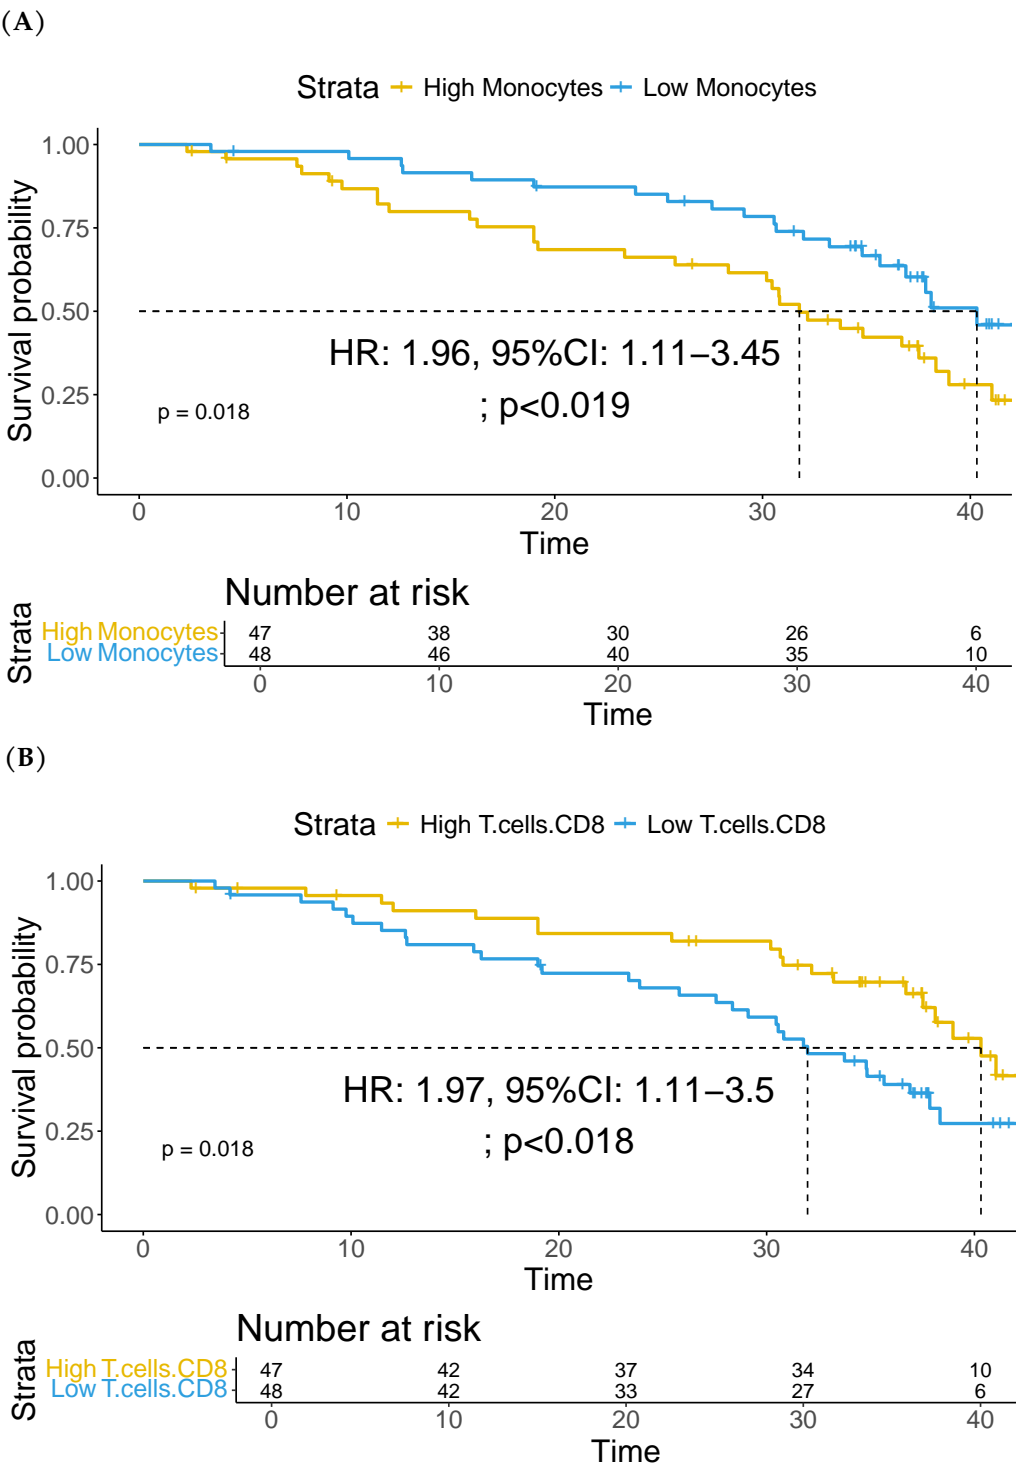 (A)
Strata High Monocytes Low Monocytes
Survival probability
1.00
0.75
0.50
0.25
0.00
HR: 1.96, 95%CI: 1.11−3.45
; p<0.019
p = 0.018
0 10 20 30 40
Time
Number at risk
Strata
High Monocytes 47 38 30 26 6
Low Monocytes 48 46 40 35 10
0 10 20 30 40
Time
(B)
Strata High T.cells.CD8 Low T.cells.CD8
Survival probability
1.00
0.75
0.50
0.25
0.00
HR: 1.97, 95%CI: 1.11−3.5
; p<0.018
p = 0.018
0 10 20 30 40
Time
Number at risk
Strata
High T.cells.CD8 47 42 37 34 10
Low T.cells.CD8 48 42 33 27 6
0 10 20 30 40
Time